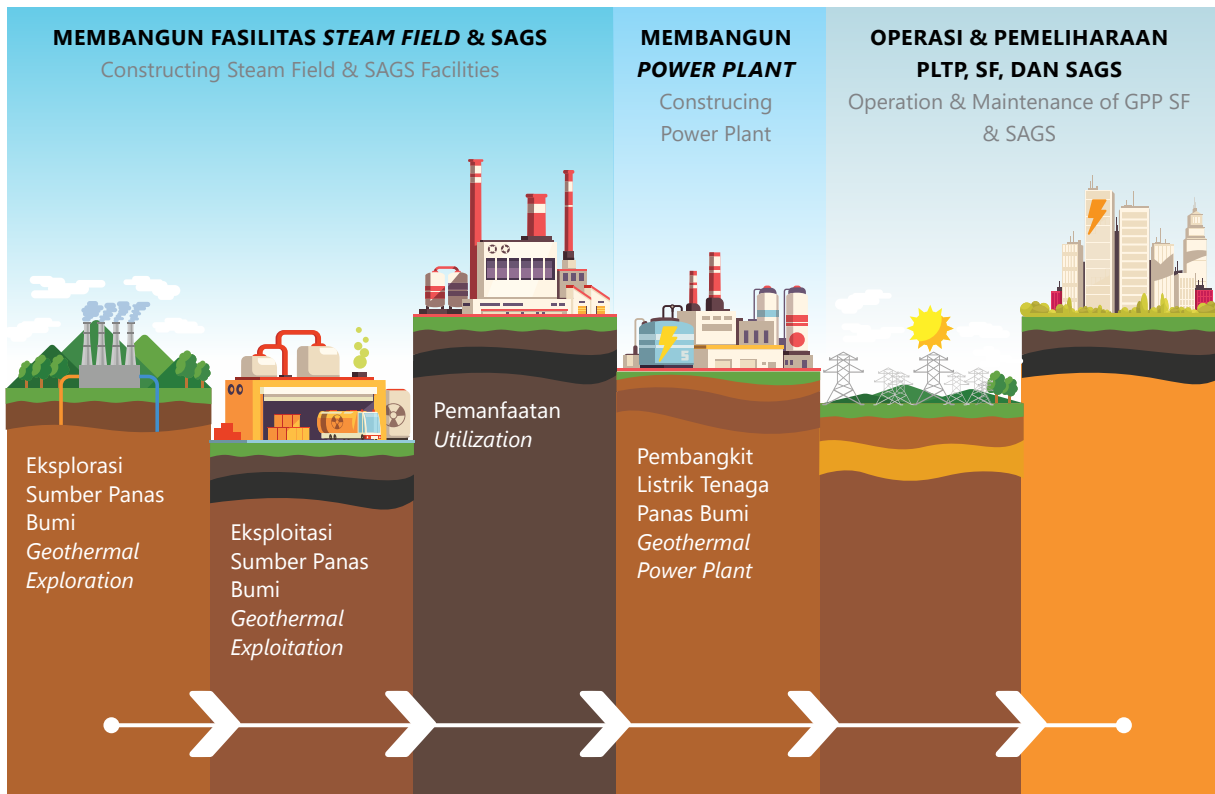 MEMBANGUN FASILITAS STEAM FIELD & SAGS
Constructing Steam Field & SAGS Facilities
MEMBANGUN
POWER PLANT
Construcing
Power Plant
OPERASI & PEMELIHARAAN
PLTP, SF, DAN SAGS
Operation & Maintenance of GPP SF
& SAGS
Eksplorasi
Sumber Panas
Bumi
Geothermal
Exploration
Eksploitasi
Sumber Panas
Bumi
Geothermal
Exploitation
Pemanfaatan
Utilization
5
Pembangkit
Listrik Tenaga
Panas Bumi
Geothermal
Power Plant